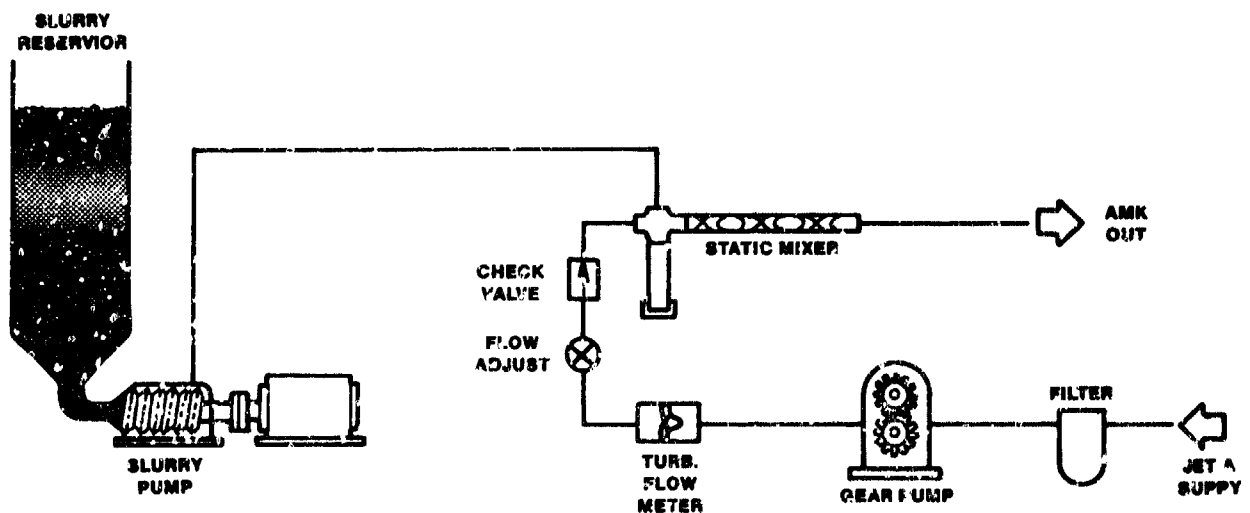 SLURRY
RESERVIOR
STATIC MIXER
AMK
OUT
CHECK
VALVE
FLOW
ADJUST
SLURRY
PUMP
TURB.
FLOW
METER
GEAR PUMP
FILTER
JET A
SUPPLY